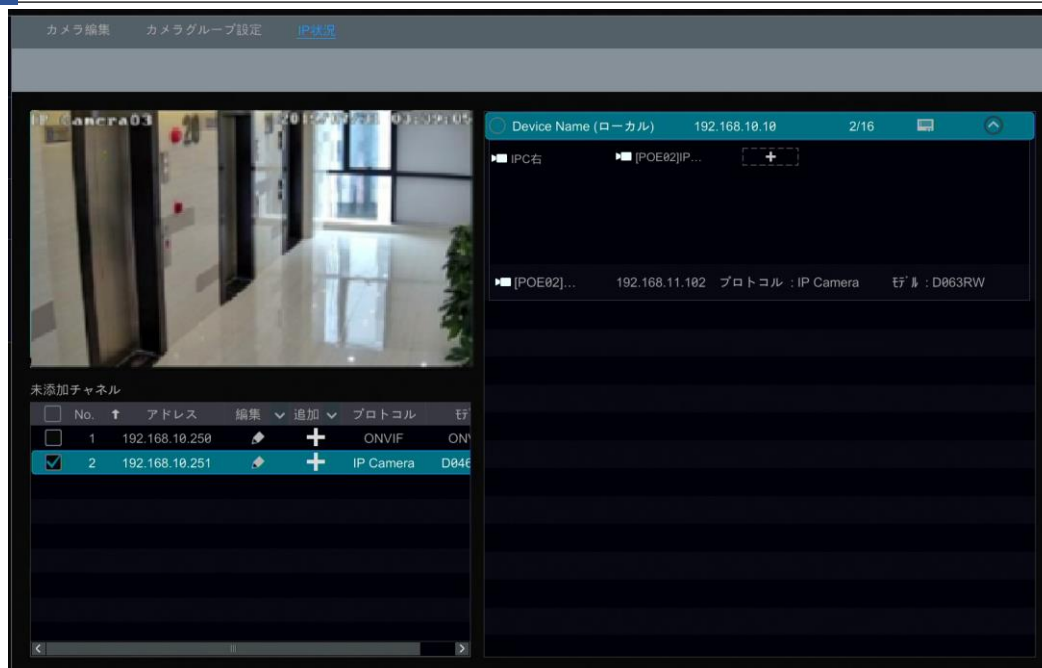 カメラ編集 カメラグループ設定 IP状況
IP Camera03
Device Name (ローカル) 192.168.10.10 2/16
IPC右 [POE02]IP...
[POE02]... 192.168.11.102 プロトコル : IP Camera ﾓﾃﾞﾙ : D063RW
未添加チャネル
No. アドレス 編集 追加 プロトコル
1 192.168.10.250 ONVIF
2 192.168.10.251 IP Camera D046